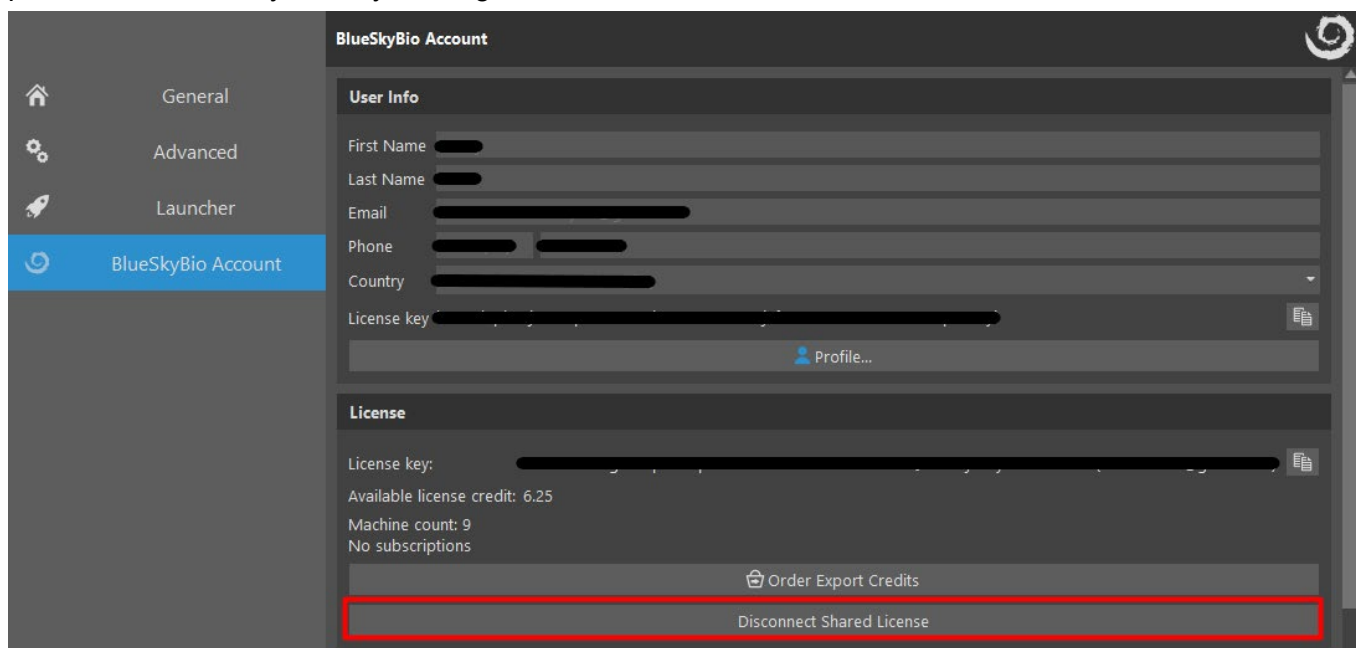 BlueSkyBio Account
General
Advanced
Launcher
BlueSkyBio Account
User Info
First Name
Last Name
Email
Phone
Country
License key
Profile...
License
License key:
Available license credit: 6.25
Machine count: 9
No subscriptions
Order Export Credits
Disconnect Shared License